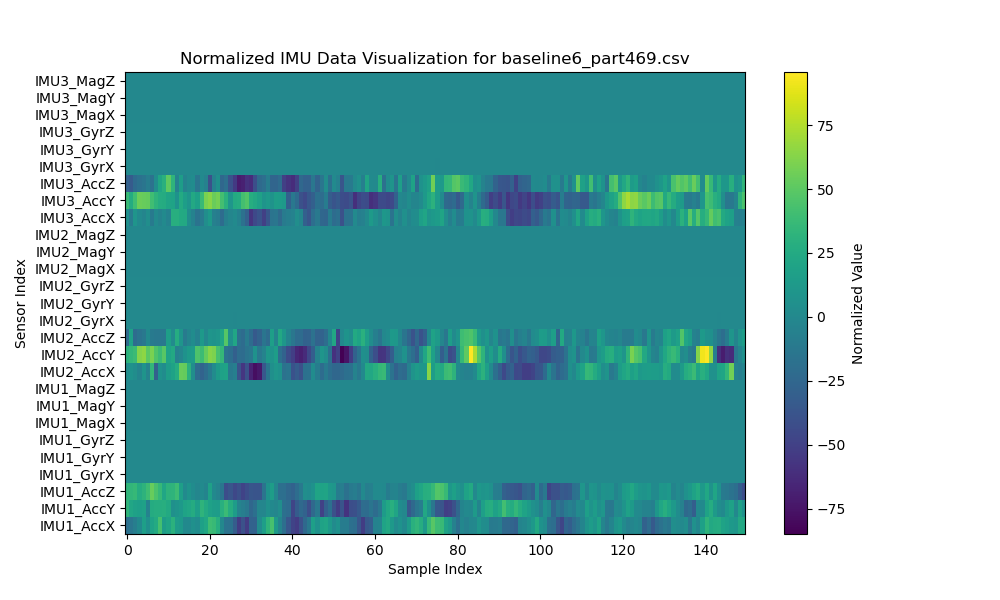 Normalized IMU Data Visualization for baseline6_part469.csv
IMU3_MagZ
IMU3_MagY
IMU3_MagX
IMU3_GyrZ
IMU3_GyrY
IMU3_GyrX
IMU3_AccZ
IMU3_AccY
IMU3_AccX
IMU2_MagZ
IMU2_MagY
IMU2_MagX
IMU2_GyrZ
IMU2_GyrY
IMU2_GyrX
IMU2_AccZ
IMU2_AccY
IMU2_AccX
IMU1_MagZ
IMU1_MagY
IMU1_MagX
IMU1_GyrZ
IMU1_GyrY
IMU1_GyrX
IMU1_AccZ
IMU1_AccY
IMU1_AccX
Sensor Index
0 20 40 60 80 100 120 140
Sample Index
75
50
25
0
−25
−50
−75
Normalized Value